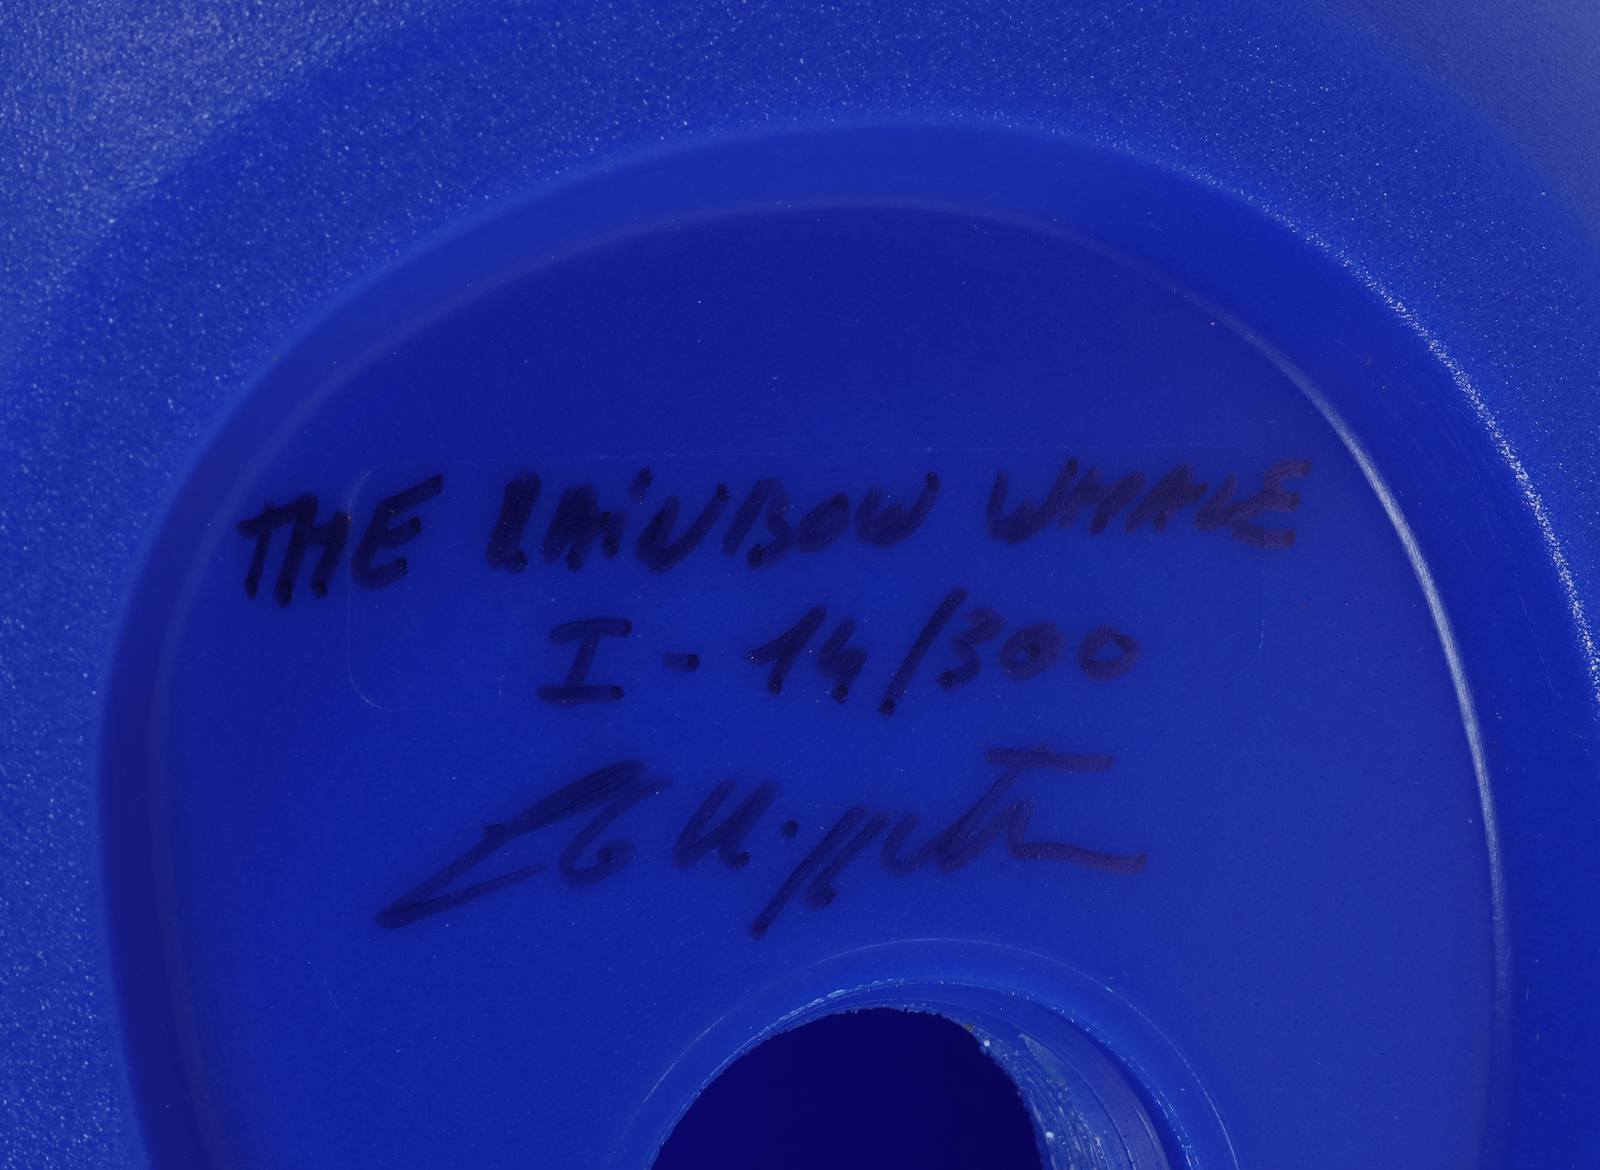 THE RAiNBOW WHALE
I - 14/300